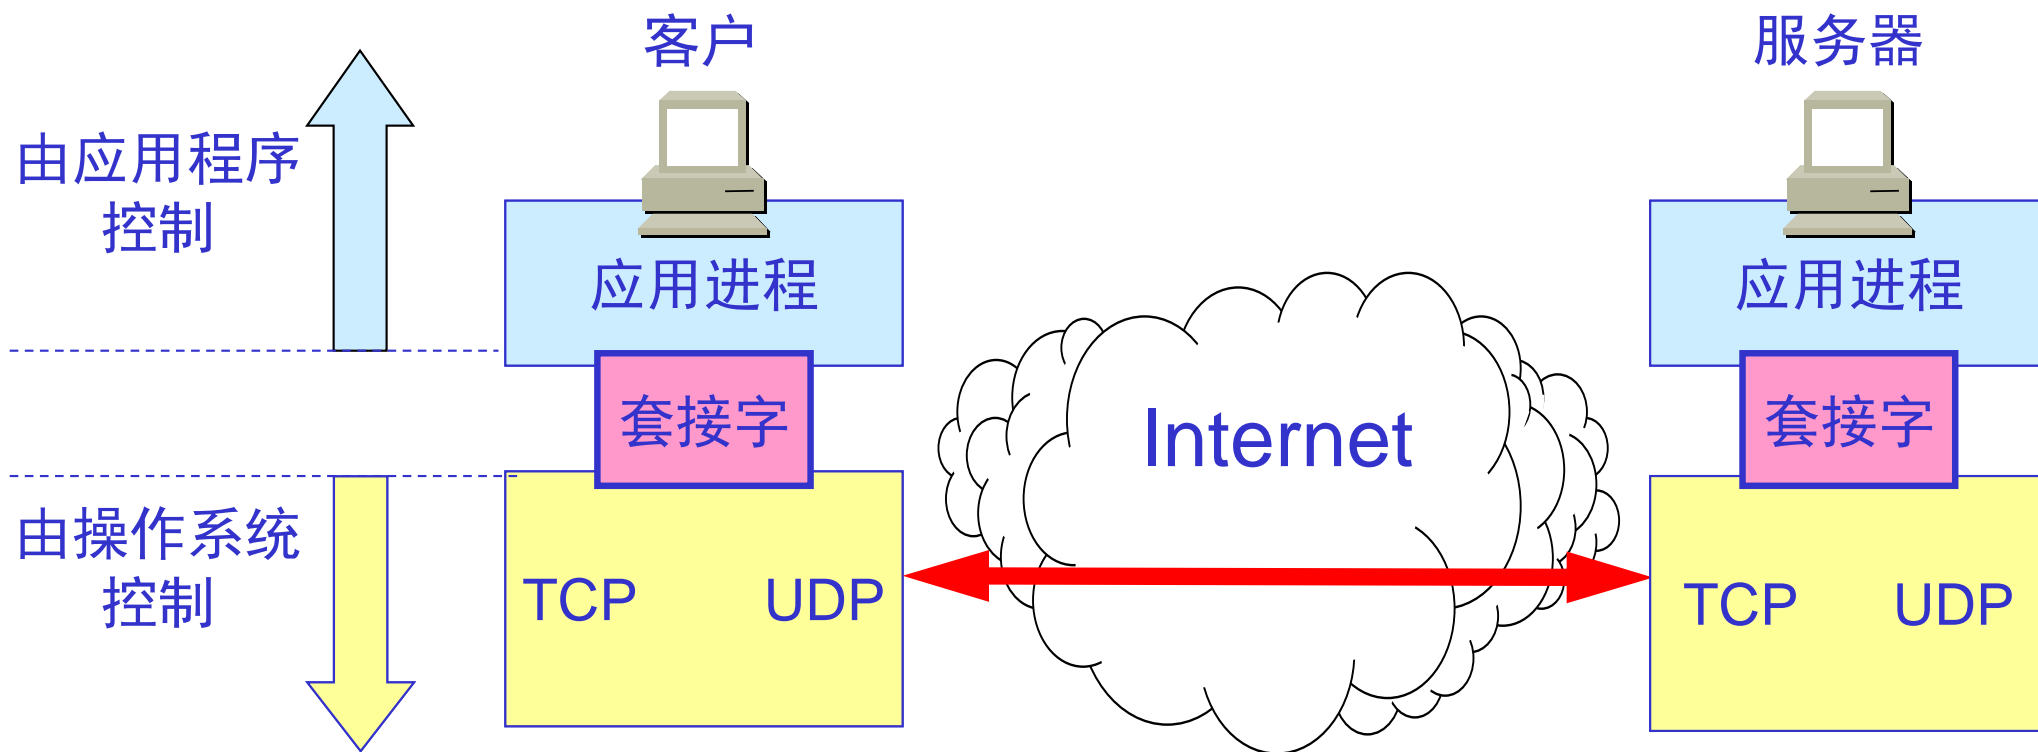 客户
服务器
由应用程序
控制
应用进程
应用进程
套接字
Internet
套接字
由操作系统
控制
TCP UDP
TCP UDP